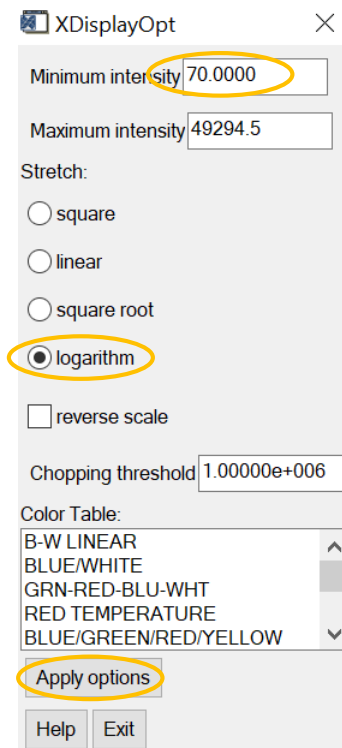 XDisplayOpt
Minimum intensity 70.0000
Maximum intensity 49294.5
Stretch:
square
linear
square root
logarithm
reverse scale
Chopping threshold 1.00000e+006
Color Table:
B-W LINEAR
BLUE/WHITE
GRN-RED-BLU-WHT
RED TEMPERATURE
BLUE/GREEN/RED/YELLOW
Apply options
Help Exit